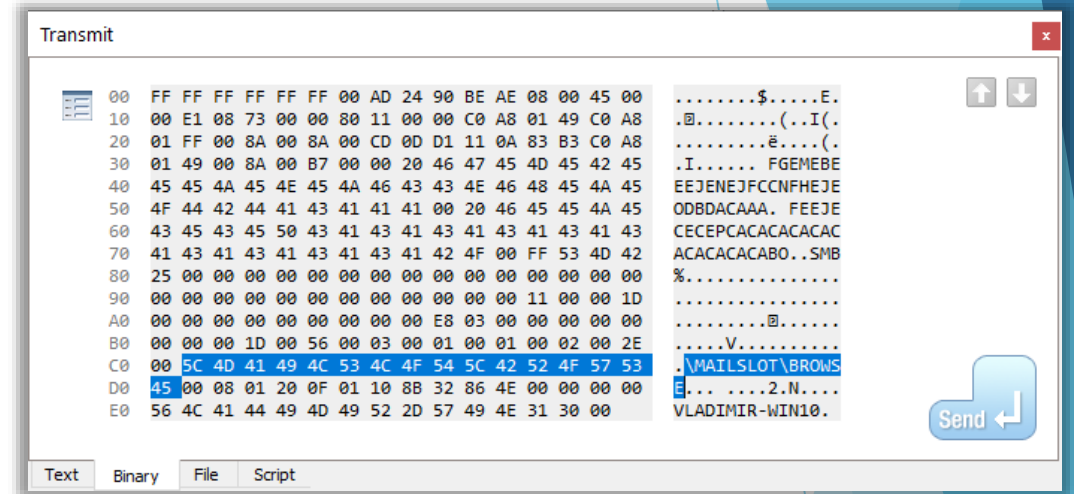 Transmit
x
00 FF FF FF FF FF FF 00 AD 24 90 BE AE 08 00 45 00 ........$.....E.
10 00 E1 08 73 00 00 80 11 00 00 C0 A8 01 49 C0 A8 .........(..I(.
20 01 FF 00 8A 00 8A 00 CD 0D D1 11 0A 83 B3 C0 A8 .........ё....(.
30 01 49 00 8A 00 B7 00 00 20 46 47 45 4D 45 42 45 .I...... FGEMEBE
40 45 45 4A 45 4E 45 4A 46 43 43 4E 46 48 45 4A 45 EEJENEJFCCNFHEJE
50 4F 44 42 44 41 43 41 41 41 00 20 46 45 45 4A 45 ODBDACAAA. FEEJE
60 43 45 43 45 50 43 41 43 41 43 41 43 41 43 41 43 CECEPCACACACACAC
70 41 43 41 43 41 43 41 43 41 42 4F 00 FF 53 4D 42 ACACACACABO..SMB
80 25 00 00 00 00 00 00 00 00 00 00 00 00 00 00 00 %...............
90 00 00 00 00 00 00 00 00 00 00 00 00 11 00 00 1D ................
A0 00 00 00 00 00 00 00 00 00 E8 03 00 00 00 00 00 ................
B0 00 00 00 1D 00 56 00 03 00 01 00 01 00 02 00 2E .....V..........
C0 00 5C 4D 41 49 4C 53 4C 4F 54 5C 42 52 4F 57 53 .\MAILSLOT\BROWS
D0 45 00 08 01 20 0F 01 10 8B 32 86 4E 00 00 00 00 E... ....2.N....
E0 56 4C 41 44 49 4D 49 52 2D 57 49 4E 31 30 00 VLADIMIR-WIN10.
Send
Text Binary File Script